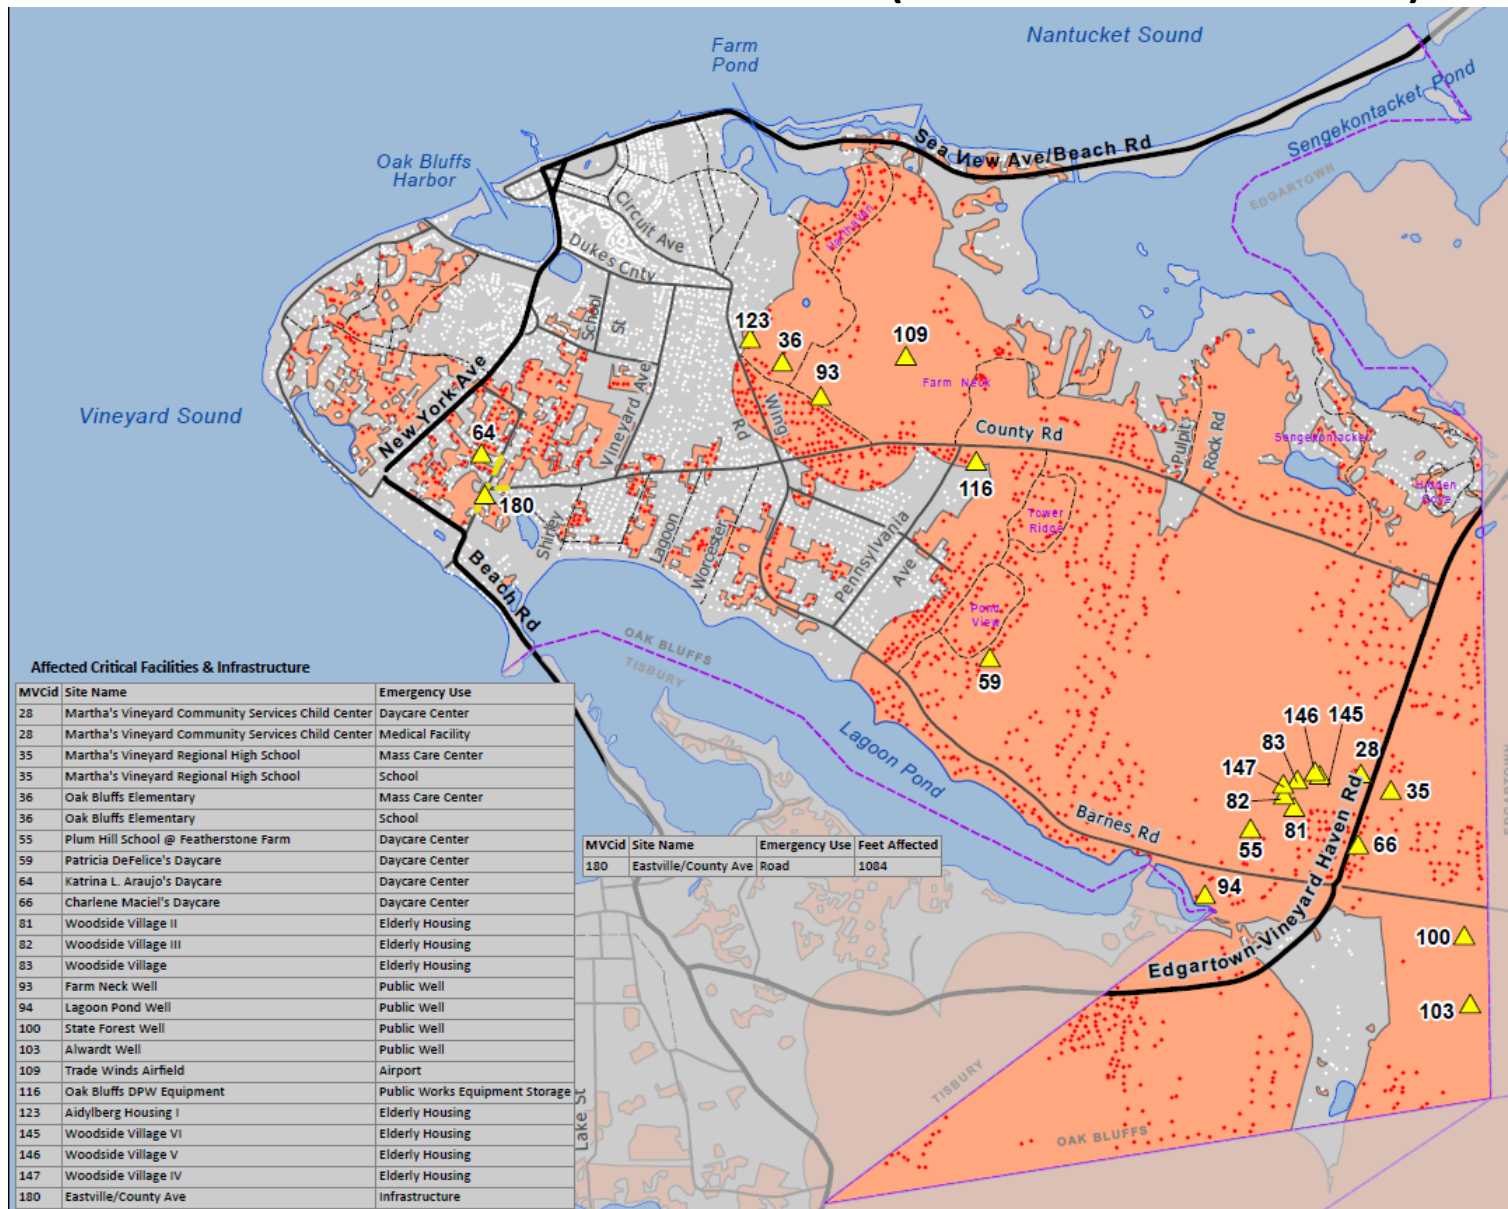 Nantucket Sound
Farm
Pond
Sengekontacket Pond
Sea View Ave/Beach Rd
Oak Bluffs
Harbor
EDGARTOWN
Circuit Ave
Harthaven
Dukes Cnty
School
St
123
109
36
93
Farm Neck
Vineyard Sound
New York Ave
Vineyard Ave
Wing
Rd
County Rd
Pulpit
Rock Rd
Sengekontacket
64
116
Hidden
Cove
180
Tower
Ridge
Shirley
Lagoon
Worcester
Pennsylvania
Ave
Beach Rd
Pond
View
OAK BLUFFS
TISBURY
59
146 145
83
28
147
35
82
81
55
66
94
Lagoon Pond
Barnes Rd
Edgartown-Vineyard Haven Rd
100
103
EDGARTOWN
TISBURY
OAK BLUFFS
Lake St
Affected Critical Facilities & Infrastructure
MVCid Site Name Emergency Use
28 Martha's Vineyard Community Services Child Center Daycare Center
28 Martha's Vineyard Community Services Child Center Medical Facility
35 Martha's Vineyard Regional High School Mass Care Center
35 Martha's Vineyard Regional High School School
36 Oak Bluffs Elementary Mass Care Center
36 Oak Bluffs Elementary School
55 Plum Hill School @ Featherstone Farm Daycare Center
59 Patricia DeFelice's Daycare Daycare Center
64 Katrina L. Araujo's Daycare Daycare Center
66 Charlene Maciel's Daycare Daycare Center
81 Woodside Village II Elderly Housing
82 Woodside Village III Elderly Housing
83 Woodside Village Elderly Housing
93 Farm Neck Well Public Well
94 Lagoon Pond Well Public Well
100 State Forest Well Public Well
103 Alwardt Well Public Well
109 Trade Winds Airfield Airport
116 Oak Bluffs DPW Equipment Public Works Equipment Storage
123 Aidylberg Housing I Elderly Housing
145 Woodside Village VI Elderly Housing
146 Woodside Village V Elderly Housing
147 Woodside Village IV Elderly Housing
180 Eastville/County Ave Infrastructure
MVCid Site Name Emergency Use Feet Affected
180 Eastville/County Ave Road 1084